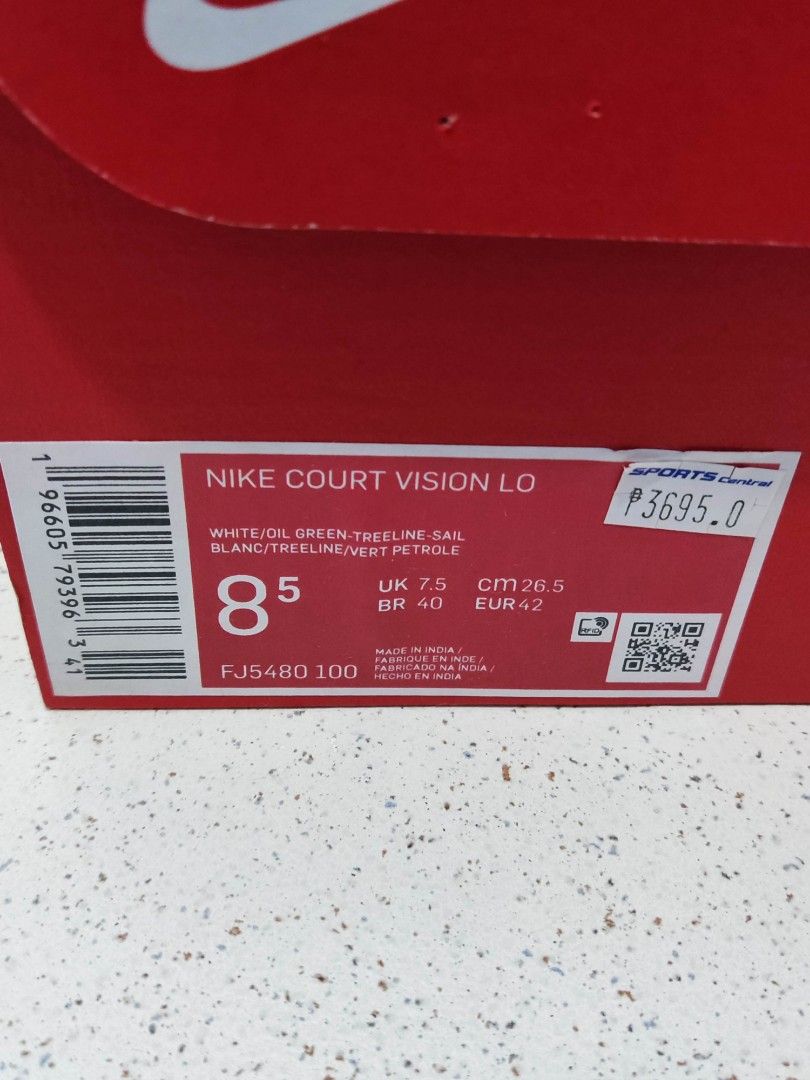 NIKE COURT VISION LO
SPORTS Central
₱3695.0
WHITE/OIL GREEN-TREELINE-SAIL
BLANC/TREELINE/VERT PETROLE
8⁵
UK 7.5 cm 26.5
BR 40 EUR 42
RFID
FJ5480 100
MADE IN INDIA /
FABRIQUE EN INDE /
FABRICADO NA ÍNDIA /
HECHO EN INDIA
1 96605 79396 3 41